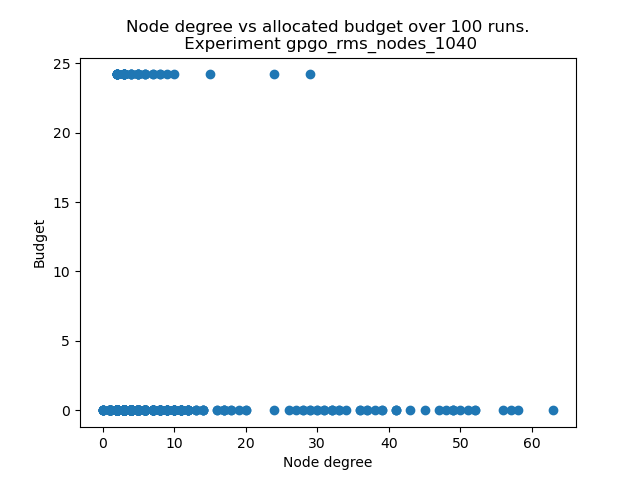 Node degree vs allocated budget over 100 runs.
Experiment gpgo_rms_nodes_1040
25
20
15
10
5
0
Budget
0 10 20 30 40 50 60
Node degree